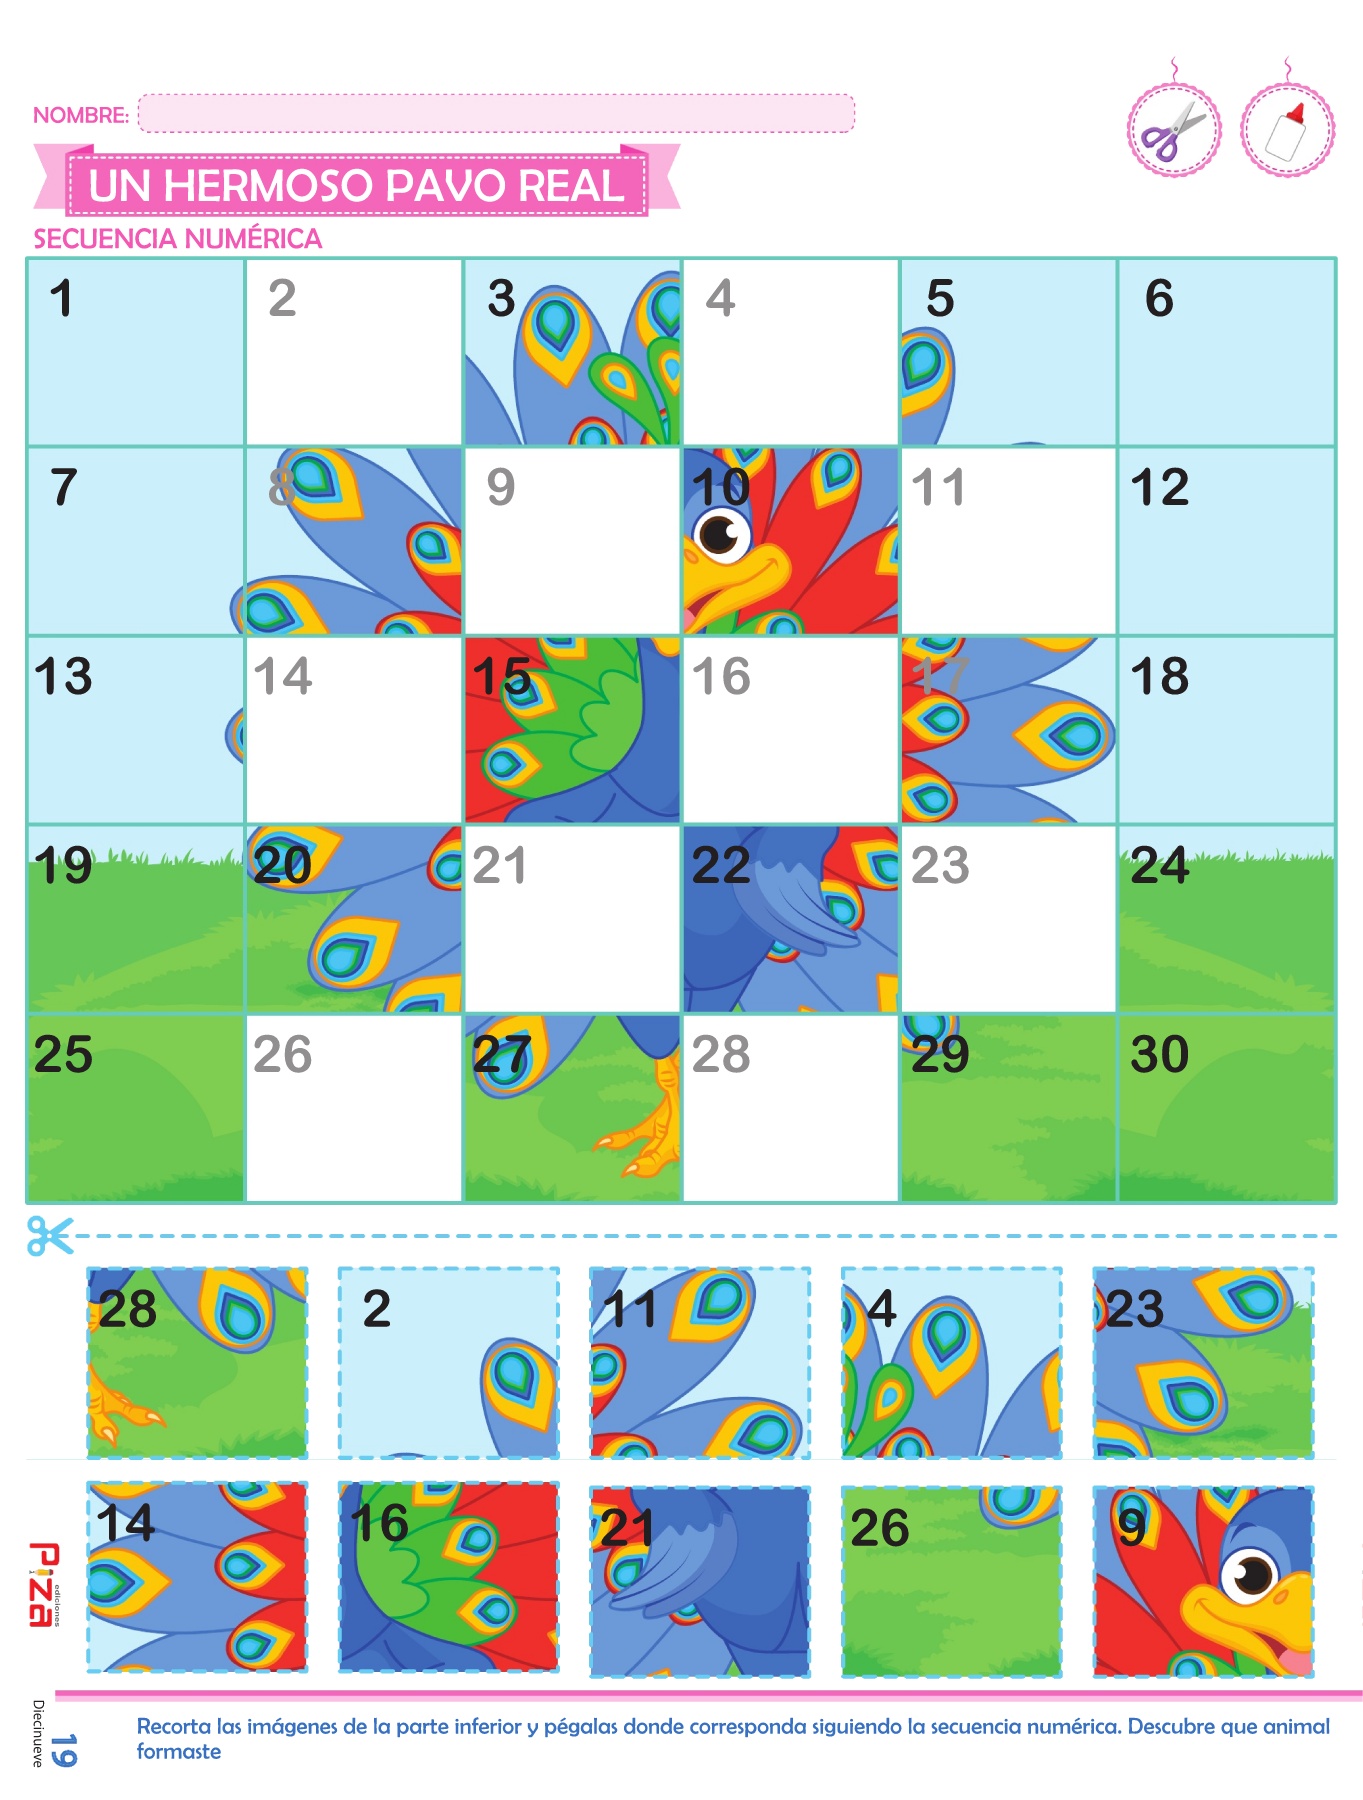 NOMBRE:
UN HERMOSO PAVO REAL
SECUENCIA NUMÉRICA
1 2 3 4 5 6
7 8 9 10 11 12
13 14 15 16 17 18
19 20 21 22 23 24
25 26 27 28 29 30
28 2 11 4 23
14 16 21 26 9
Piza
ediciones
Diecinueve
19
Recorta las imágenes de la parte inferior y pégalas donde corresponda siguiendo la secuencia numérica. Descubre que animal
formaste